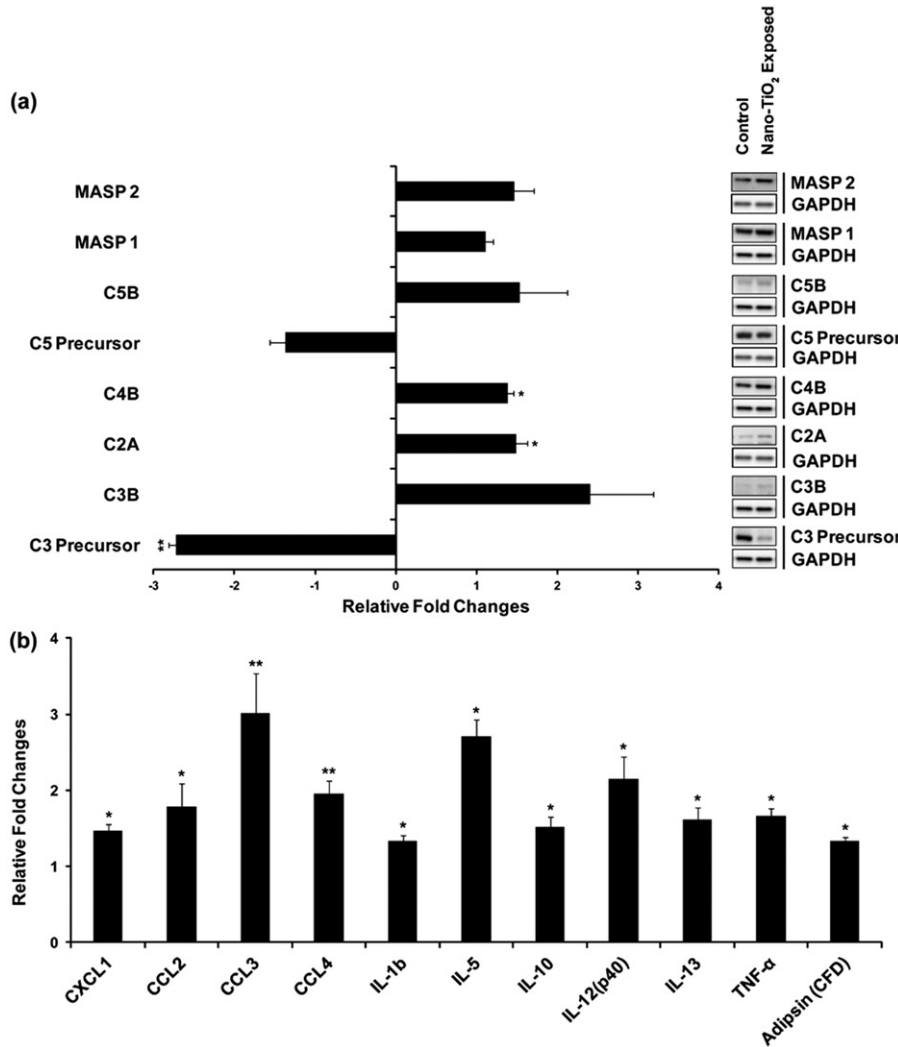 (a)
Control
Nano-TiO2 Exposed
MASP 2
MASP 1
C5B
C5 Precursor
C4B
*
C2A
*
C3B
C3 Precursor
**
-3 -2 -1 0 1 2 3 4
Relative Fold Changes
MASP 2
GAPDH
MASP 1
GAPDH
C5B
GAPDH
C5 Precursor
GAPDH
C4B
GAPDH
C2A
GAPDH
C3B
GAPDH
C3 Precursor
GAPDH
(b)
Relative Fold Changes
4
3
2
1
0
* * ** ** * * * * * * *
CXCL1
CCL2
CCL3
CCL4
IL-1b
IL-5
IL-10
IL-12(p40)
IL-13
TNF-α
Adipsin (CFD)